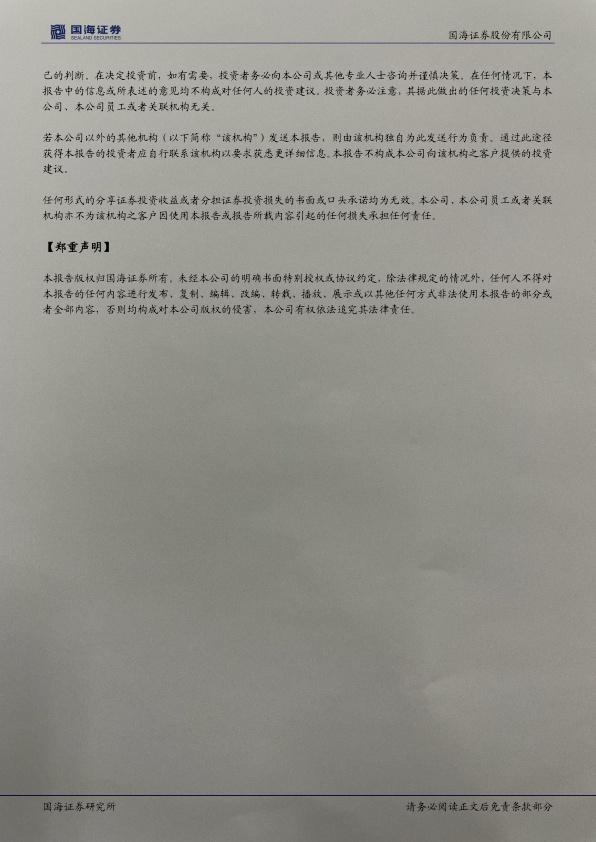 国海证券
SEALAND SECURITIES
国海证券股份有限公司
己的判断。在决定投资前，如有需要，投资者务必向本公司或其他专业人士咨询并谨慎决策。在任何情况下，本
报告中的信息或所表述的意见均不构成对任何人的投资建议。投资者务必注意，其据此做出的任何投资决策与本
公司、本公司员工或者关联机构无关。
若本公司以外的其他机构（以下简称“该机构”）发送本报告，则由该机构独自为此发送行为负责。通过此途径
获得本报告的投资者应自行联系该机构以要求获悉更详细信息。本报告不构成本公司向该机构之客户提供的投资
建议。
任何形式的分享证券投资收益或者分担证券投资损失的书面或口头承诺均为无效。本公司、本公司员工或者关联
机构亦不为该机构之客户因使用本报告或报告所载内容引起的任何损失承担任何责任。
【郑重声明】
本报告版权归国海证券所有。未经本公司的明确书面特别授权或协议约定，除法律规定的情况外，任何人不得对
本报告的任何内容进行发布、复制、编辑、改编、转载、播放、展示或以其他任何方式非法使用本报告的部分或
者全部内容，否则均构成对本公司版权的侵害，本公司有权依法追究其法律责任。
国海证券研究所
请务必阅读正文后免责条款部分